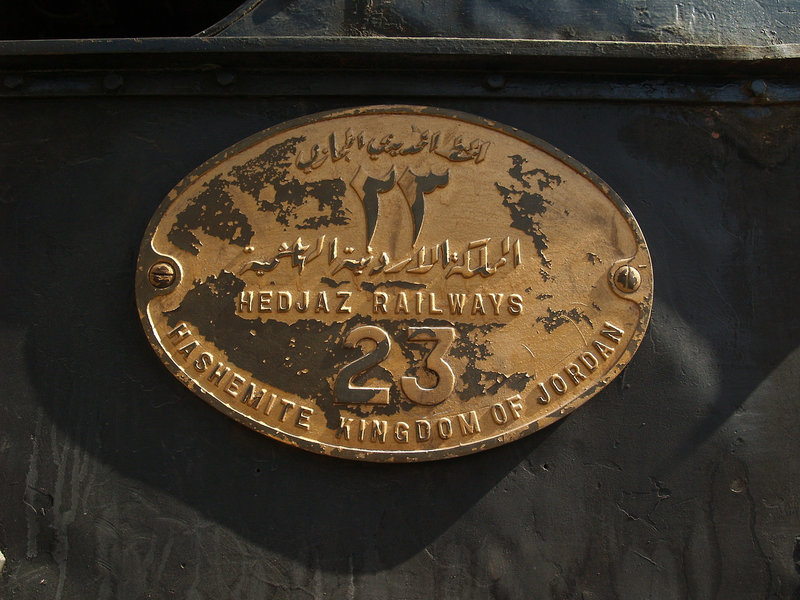 الخط الحديدي الحجازي
٢٣
المملكة الاردنية الهاشمية
HEDJAZ RAILWAYS
23
HASHEMITE KINGDOM OF JORDAN